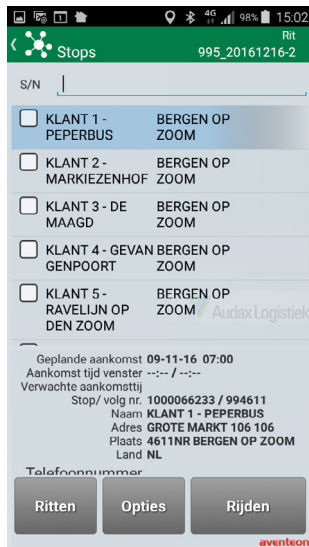 4G 98% 15:02
Rit
Stops 995_20161216-2
S/N
KLANT 1 - BERGEN OP
PEPERBUS ZOOM
KLANT 2 - BERGEN OP
MARKIEZENHOF ZOOM
KLANT 3 - DE BERGEN OP
MAAGD ZOOM
KLANT 4 - GEVAN BERGEN OP
GENPOORT ZOOM
KLANT 5 - BERGEN OP
RAVELIJN OP ZOOM
DEN ZOOM
Audax Logistiek
Geplande aankomst 09-11-16 07:00
Aankomst tijd venster --:-- / --:--
Verwachte aankomsttij
Stop/ volg nr. 1000066233 / 994611
Naam KLANT 1 - PEPERBUS
Adres GROTE MARKT 106 106
Plaats 4611NR BERGEN OP ZOOM
Land NL
Telefoonnummer
Ritten Opties Rijden
aventeon